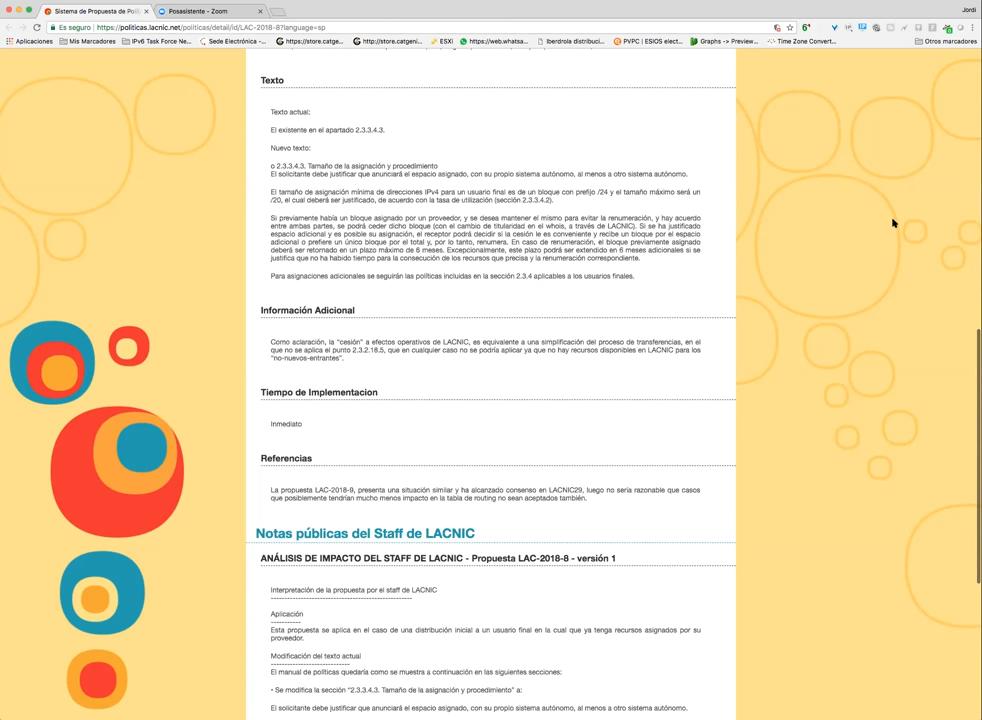 Sistema de Propuesta de Polí
Posasistente - Zoom
Jordi
Es seguro
https://politicas.lacnic.net/politicas/detail/id/LAC-2018-8?language=sp
Aplicaciones
Mis Marcadores
IPv6 Task Force Ne...
Sede Electrónica -...
https://store.catge...
http://store.catgeni...
ESXi
https://web.whatsa...
Iberdrola distribuci...
PVPC | ESIOS elect...
Graphs -> Preview...
Time Zone Convert...
Otros marcadores
Texto
Texto actual:
El existente en el apartado 2.3.3.4.3.
Nuevo texto:
o 2.3.3.4.3. Tamaño de la asignación y procedimiento
El solicitante debe justificar que anunciará el espacio asignado, con su propio sistema autónomo, al menos a otro sistema autónomo.
El tamaño de asignación mínima de direcciones IPv4 para un usuario final es de un bloque con prefijo /24 y el tamaño máximo será un
/20, el cual deberá ser justificado, de acuerdo con la tasa de utilización (sección 2.3.3.4.2).
Si previamente había un bloque asignado por un proveedor, y se desea mantener el mismo para evitar la renumeración, y hay acuerdo
entre ambas partes, se podrá ceder dicho bloque (con el cambio de titularidad en el whois, a través de LACNIC). Si se ha justificado
espacio adicional y es posible su asignación, el receptor podrá decidir si la cesión le es conveniente y recibe un bloque por el espacio
adicional o prefiere un único bloque por el total y, por lo tanto, renumera. En caso de renumeración, el bloque previamente asignado
deberá ser retornado en un plazo máximo de 6 meses. Excepcionalmente, este plazo podrá ser extendido en 6 meses adicionales si se
justifica que no ha habido tiempo para la consecución de los recursos que precisa y la renumeración correspondiente.
Para asignaciones adicionales se seguirán las políticas incluidas en la sección 2.3.4 aplicables a los usuarios finales.
Información Adicional
Como aclaración, la “cesión” a efectos operativos de LACNIC, es equivalente a una simplificación del proceso de transferencias, en el
que no se aplica el punto 2.3.2.18.5, que en cualquier caso no se podría aplicar ya que no hay recursos disponibles en LACNIC para los
“no-nuevos-entrantes”.
Tiempo de Implementacion
Inmediato
Referencias
La propuesta LAC-2018-9, presenta una situación similar y ha alcanzado consenso en LACNIC29, luego no sería razonable que casos
que posiblemente tendrían mucho menos impacto en la tabla de routing no sean aceptados también.
Notas públicas del Staff de LACNIC
ANÁLISIS DE IMPACTO DEL STAFF DE LACNIC - Propuesta LAC-2018-8 - versión 1
Interpretación de la propuesta por el staff de LACNIC
Aplicación
Esta propuesta se aplica en el caso de una distribución inicial a un usuario final en la cual que ya tenga recursos asignados por su
proveedor.
Modificación del texto actual
El manual de políticas quedaría como se muestra a continuación en las siguientes secciones:
• Se modifica la sección “2.3.3.4.3. Tamaño de la asignación y procedimiento” a:
El solicitante debe justificar que anunciará el espacio asignado, con su propio sistema autónomo, al menos a otro sistema autónomo.